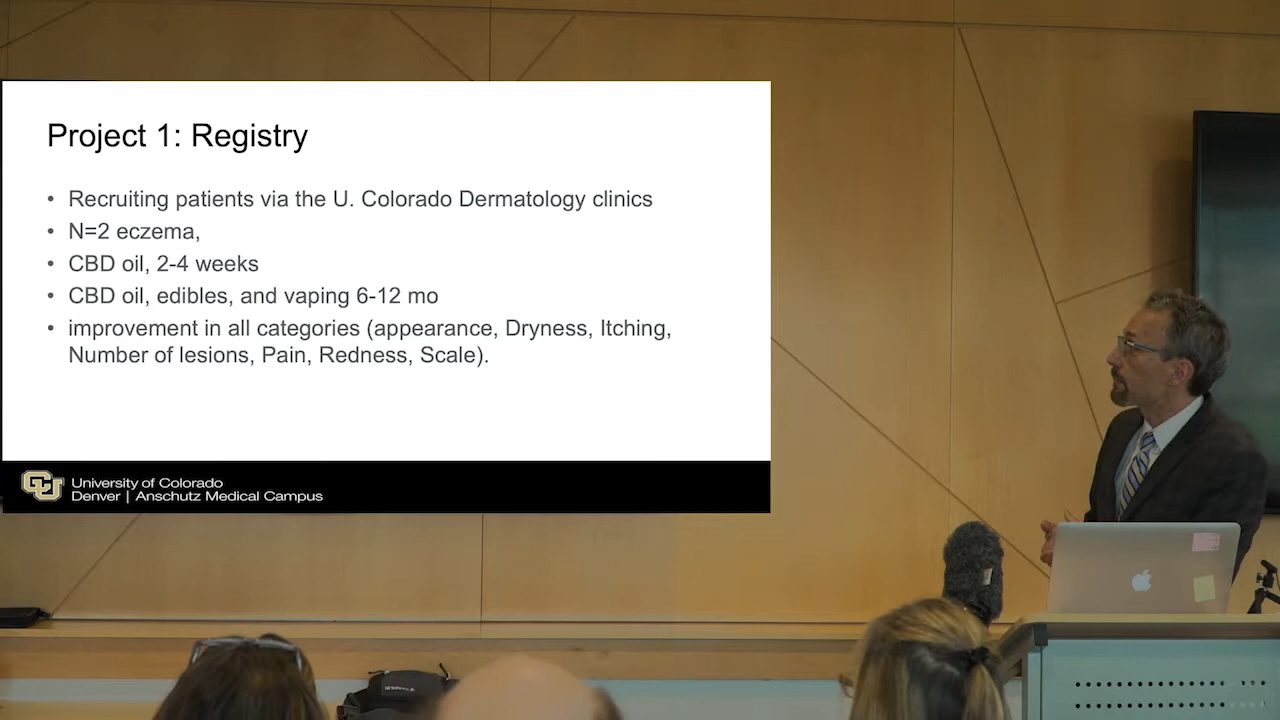 Project 1: Registry
• Recruiting patients via the U. Colorado Dermatology clinics
• N=2 eczema,
• CBD oil, 2-4 weeks
• CBD oil, edibles, and vaping 6-12 mo
• improvement in all categories (appearance, Dryness, Itching,
Number of lesions, Pain, Redness, Scale).
University of Colorado
Denver | Anschutz Medical Campus